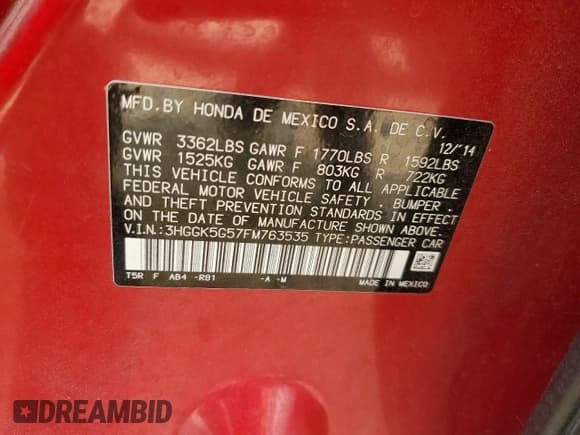 MFD.BY HONDA DE MEXICO S.A. DE C.V.
12/'14
GVWR 3362LBS GAWR F 1770LBS R 1592LBS
GVWR 1525KG GAWR F 803KG R 722KG
THIS VEHICLE CONFORMS TO ALL APPLICABLE
FEDERAL MOTOR VEHICLE SAFETY , BUMPER ,
AND THEFT PREVENTION STANDARDS IN EFFECT
ON THE DATE OF MANUFACTURE SHOWN ABOVE.
V.I.N.:3HGGK5G57FM763535 TYPE:PASSENGER CAR
T5R F AB4 -RB1 -A -M MADE IN MEXICO
DREAMBID